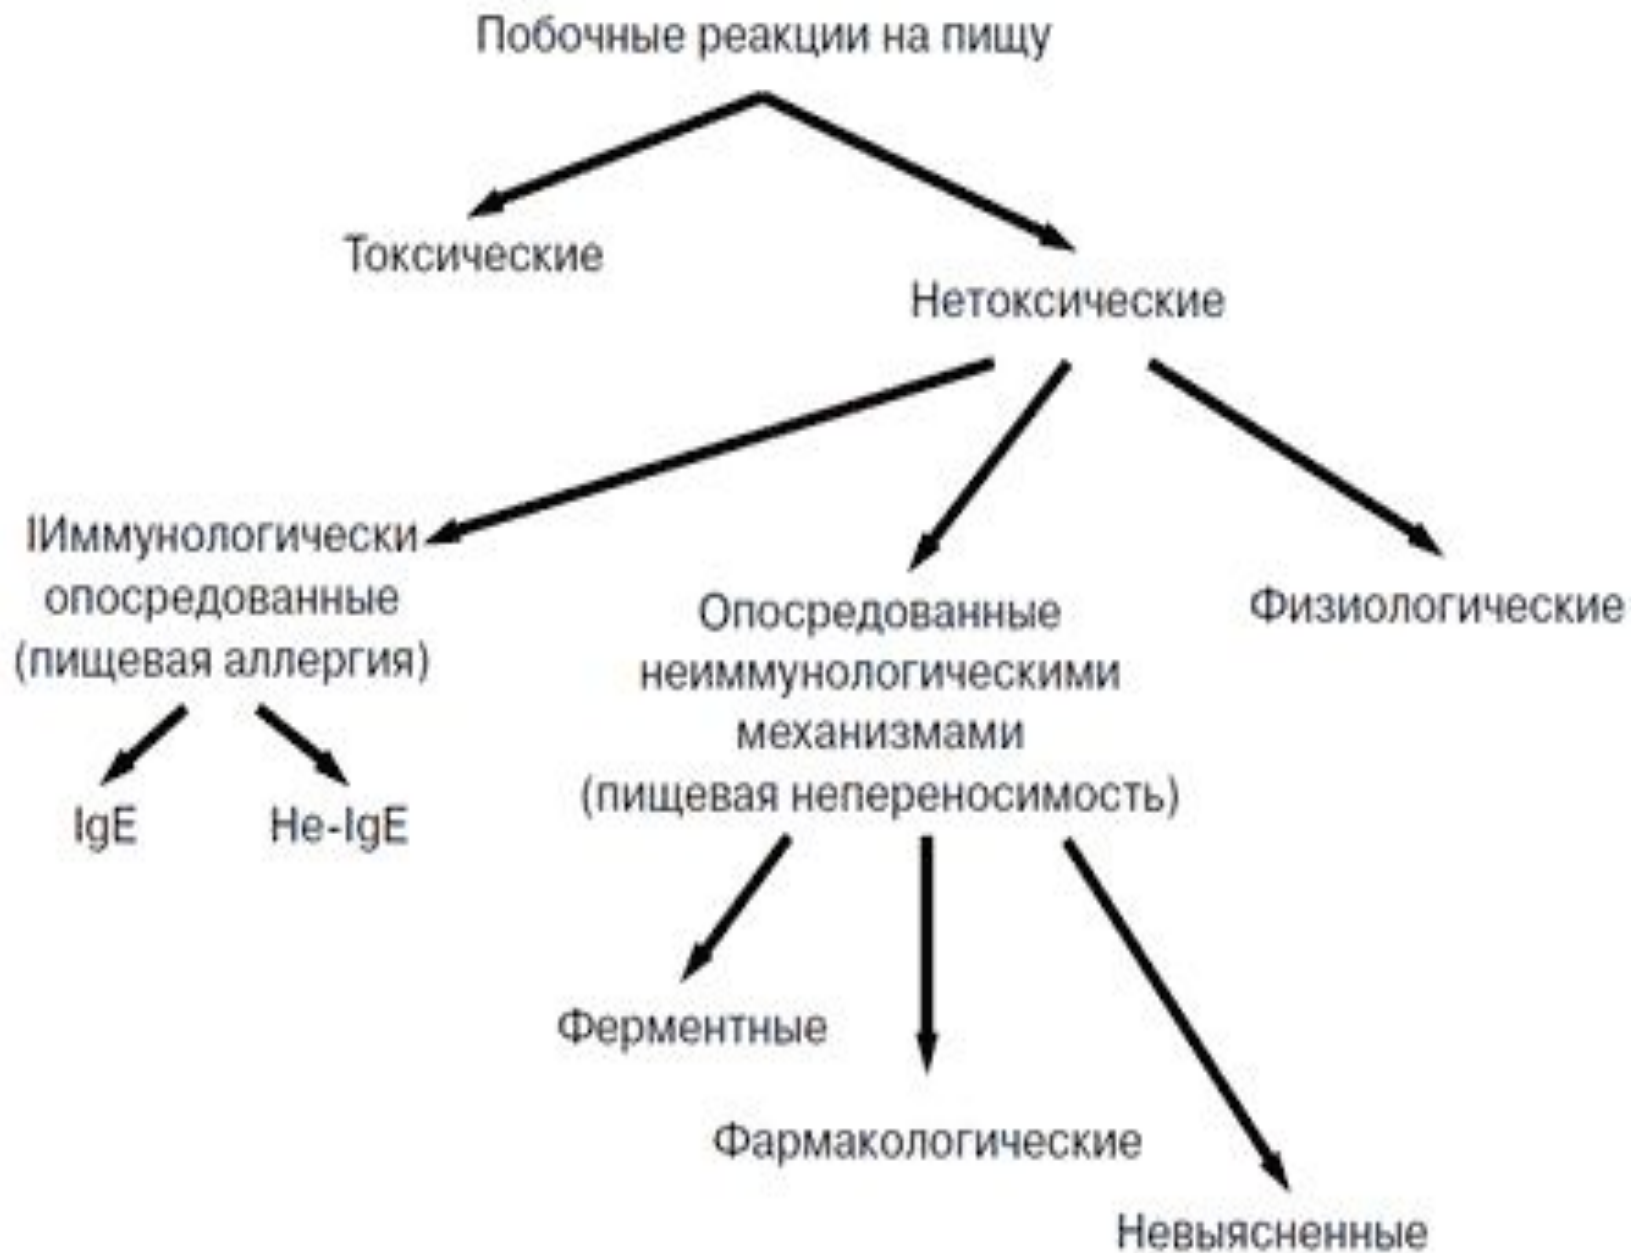 Побочные реакции на пищу
Токсические
Нетоксические
IИммунологически
опосредованные
(пищевая аллергия)
Опосредованные
неиммунологическими
механизмами
(пищевая непереносимость)
Физиологические
IgE
Не-IgE
Ферментные
Фармакологические
Невыясненные